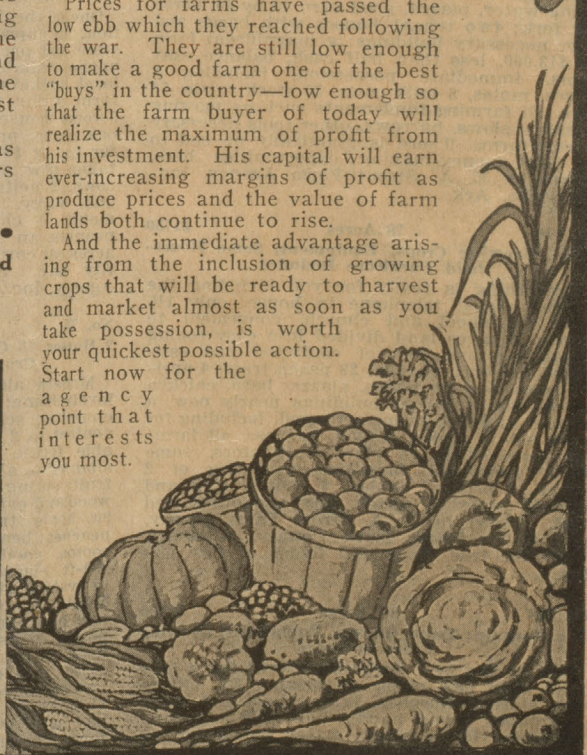 Prices for farms have passed the
low ebb which they reached following
the war. They are still low enough
to make a good farm one of the best
"buys" in the country—low enough so
that the farm buyer of today will
realize the maximum of profit from
his investment. His capital will earn
ever-increasing margins of profit as
produce prices and the value of farm
lands both continue to rise.
And the immediate advantage aris-
ing from the inclusion of growing
crops that will be ready to harvest
and market almost as soon as you
take possession, is worth
your quickest possible action.
Start now for the
agency
point that
interests
you most.